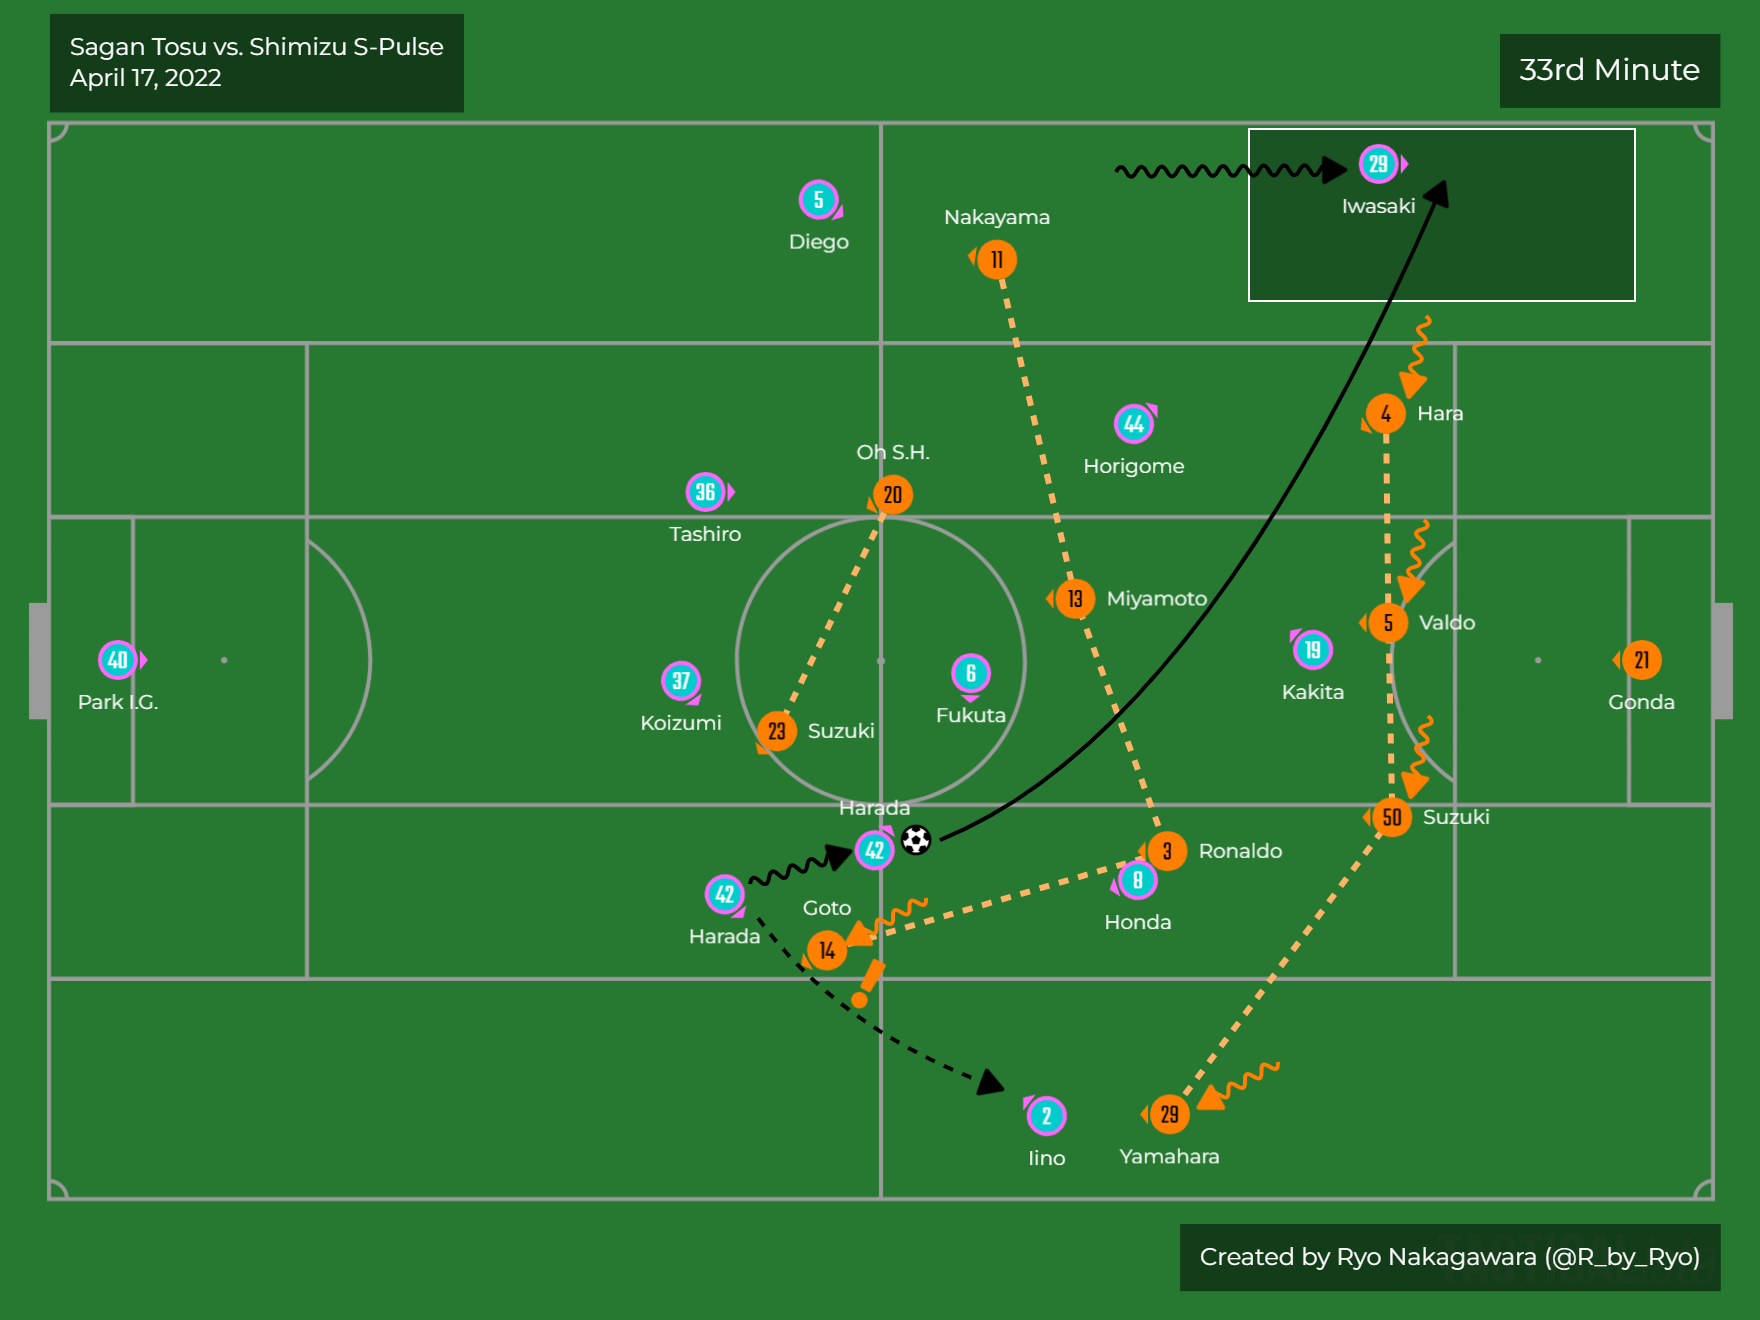 Sagan Tosu vs. Shimizu S-Pulse
April 17, 2022
33rd Minute
29
Iwasaki
5
Diego
Nakayama
11
4
Hara
44
Horigome
Oh S.H.
20
36
Tashiro
13
Miyamoto
5
Valdo
19
Kakita
40
Park I.G.
21
Gonda
37
Koizumi
6
Fukuta
23
Suzuki
Harada
42
50
Suzuki
3
Ronaldo
8
Honda
42
Harada
Goto
14
2
Iino
29
Yamahara
Created by Ryo Nakagawara (@R_by_Ryo)